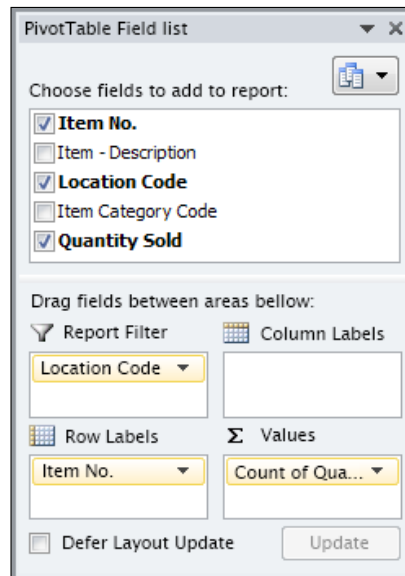 PivotTable Field list
Choose fields to add to report:
Item No.
Item - Description
Location Code
Item Category Code
Quantity Sold
Drag fields between areas bellow:
Report Filter
Column Labels
Location Code
Row Labels
Σ Values
Item No.
Count of Qua...
Defer Layout Update
Update